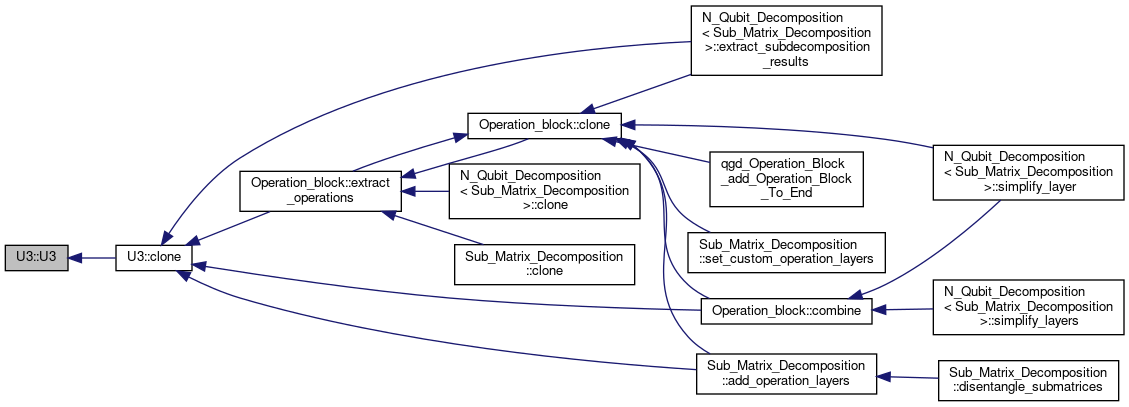 U3::U3
U3::clone
Operation_block::extract
_operations
Operation_block::clone
N_Qubit_Decomposition
< Sub_Matrix_Decomposition
>::clone
Sub_Matrix_Decomposition
::clone
N_Qubit_Decomposition
< Sub_Matrix_Decomposition
>::extract_subdecomposition
_results
qgd_Operation_Block
_add_Operation_Block
_To_End
Sub_Matrix_Decomposition
::set_custom_operation_layers
Operation_block::combine
Sub_Matrix_Decomposition
::add_operation_layers
N_Qubit_Decomposition
< Sub_Matrix_Decomposition
>::simplify_layer
N_Qubit_Decomposition
< Sub_Matrix_Decomposition
>::simplify_layers
Sub_Matrix_Decomposition
::disentangle_submatrices